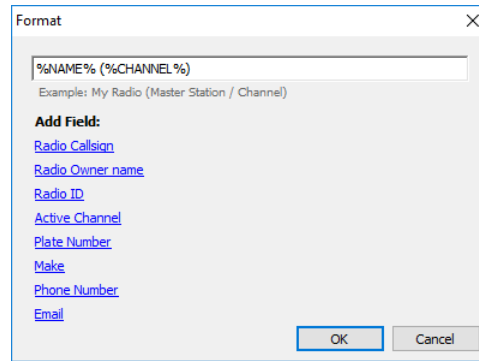 Format
%NAME% (%CHANNEL%)
Example: My Radio (Master Station / Channel)
Add Field:
Radio Callsign
Radio Owner name
Radio ID
Active Channel
Plate Number
Make
Phone Number
Email
OK Cancel